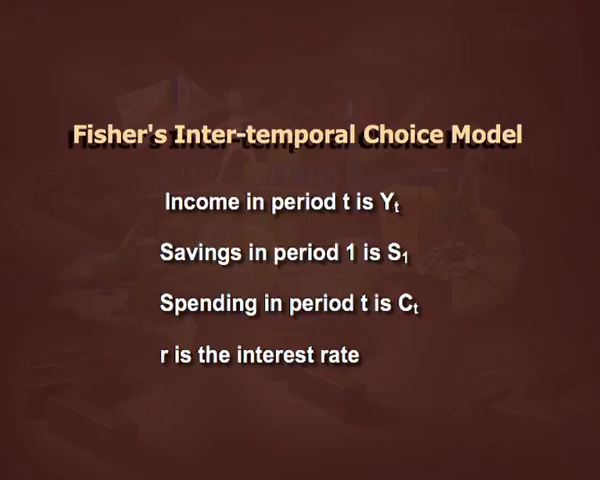 Fisher's Inter-temporal Choice Model
Income in period t is Yₜ
Savings in period 1 is S₁
Spending in period t is Cₜ
r is the interest rate